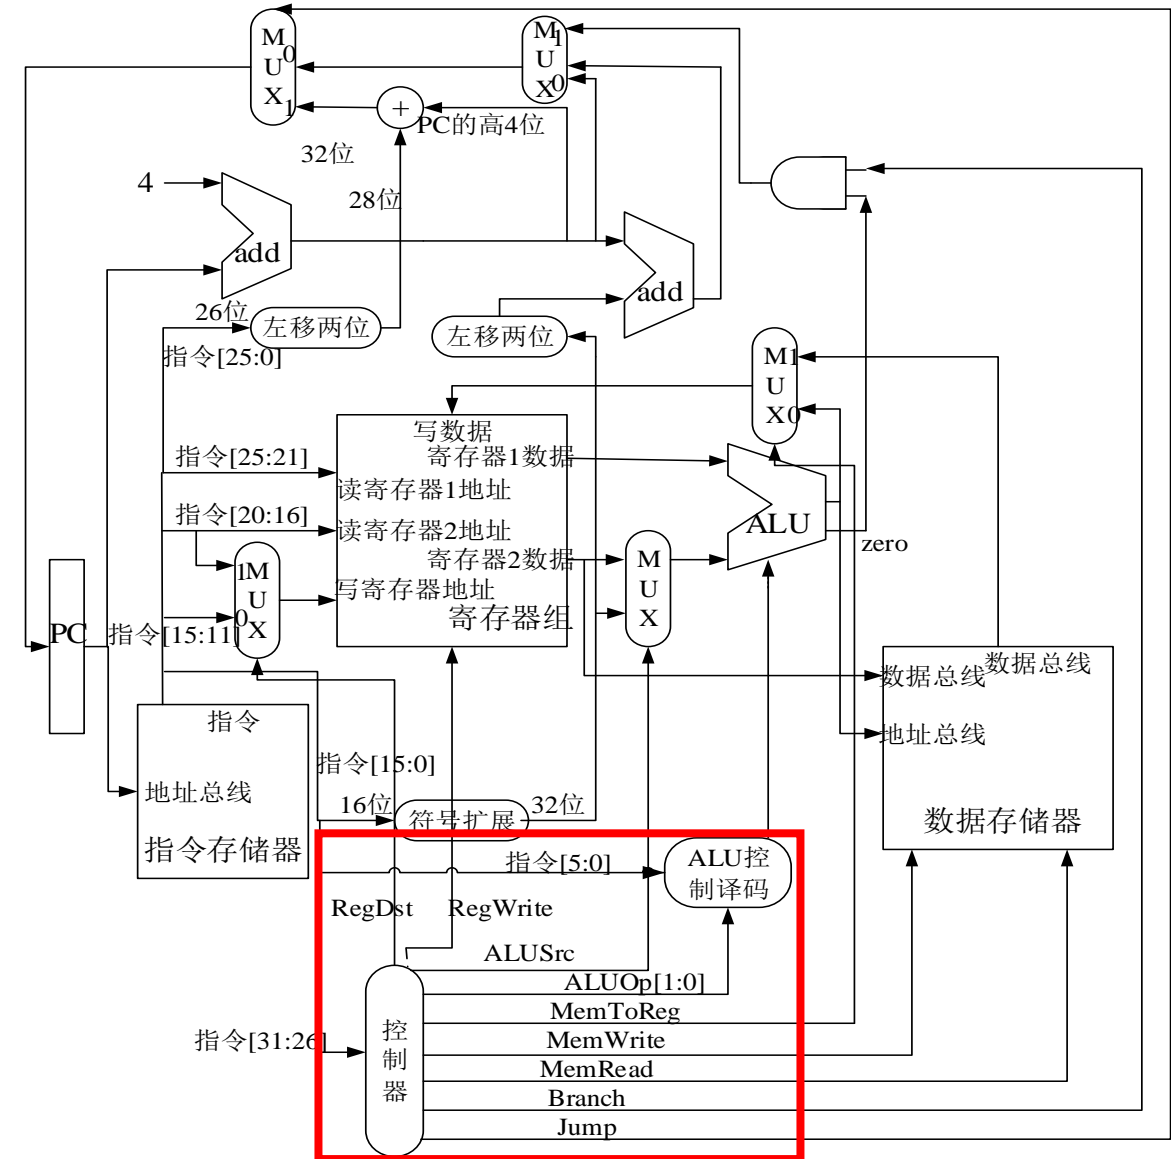 M
U
X
0
1
M
U
X
1
0
+
PC的高4位
32位
4
28位
add
add
26位
左移两位
左移两位
指令[25:0]
M
U
X
1
0
写数据
寄存器1数据
指令[25:21]
读寄存器1地址
指令[20:16]
读寄存器2地址
ALU
寄存器2数据
zero
1
0
M
U
X
M
U
X
写寄存器地址
寄存器组
PC
指令[15:11]
数据总线
数据总线
指令
地址总线
指令[15:0]
地址总线
16位
符号扩展
32位
数据存储器
指令存储器
指令[5:0]
ALU控
制译码
RegDst
RegWrite
ALUSrc
ALUOp[1:0]
MemToReg
指令[31:26]
控
制
器
MemWrite
MemRead
Branch
Jump